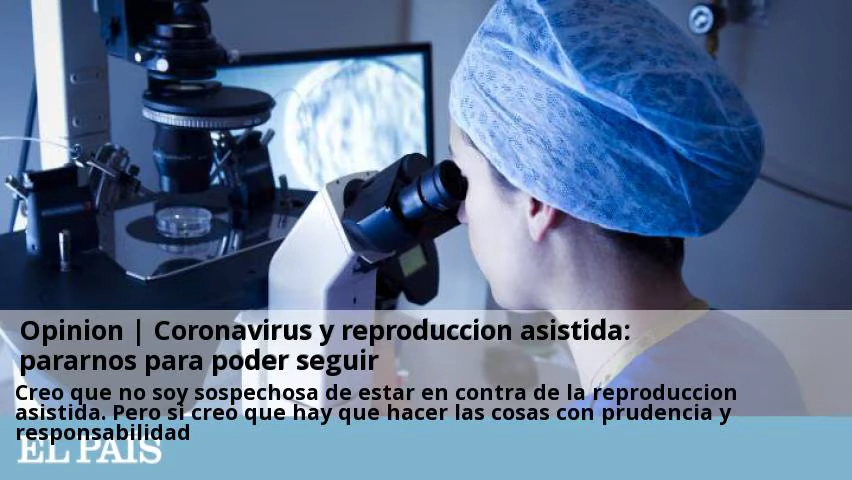 Opinion | Coronavirus y reproduccion asistida:
pararnos para poder seguir
Creo que no soy sospechosa de estar en contra de la reproduccion
asistida. Pero si creo que hay que hacer las cosas con prudencia y
responsabilidad
EL PAIS